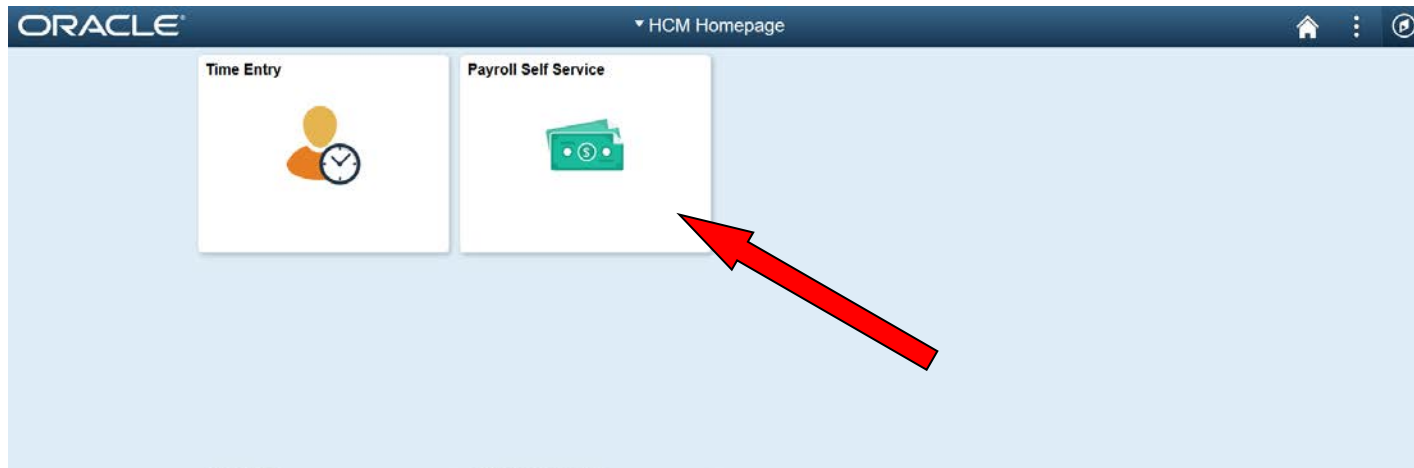 ORACLE
HCM Homepage
Time Entry
Payroll Self Service
$